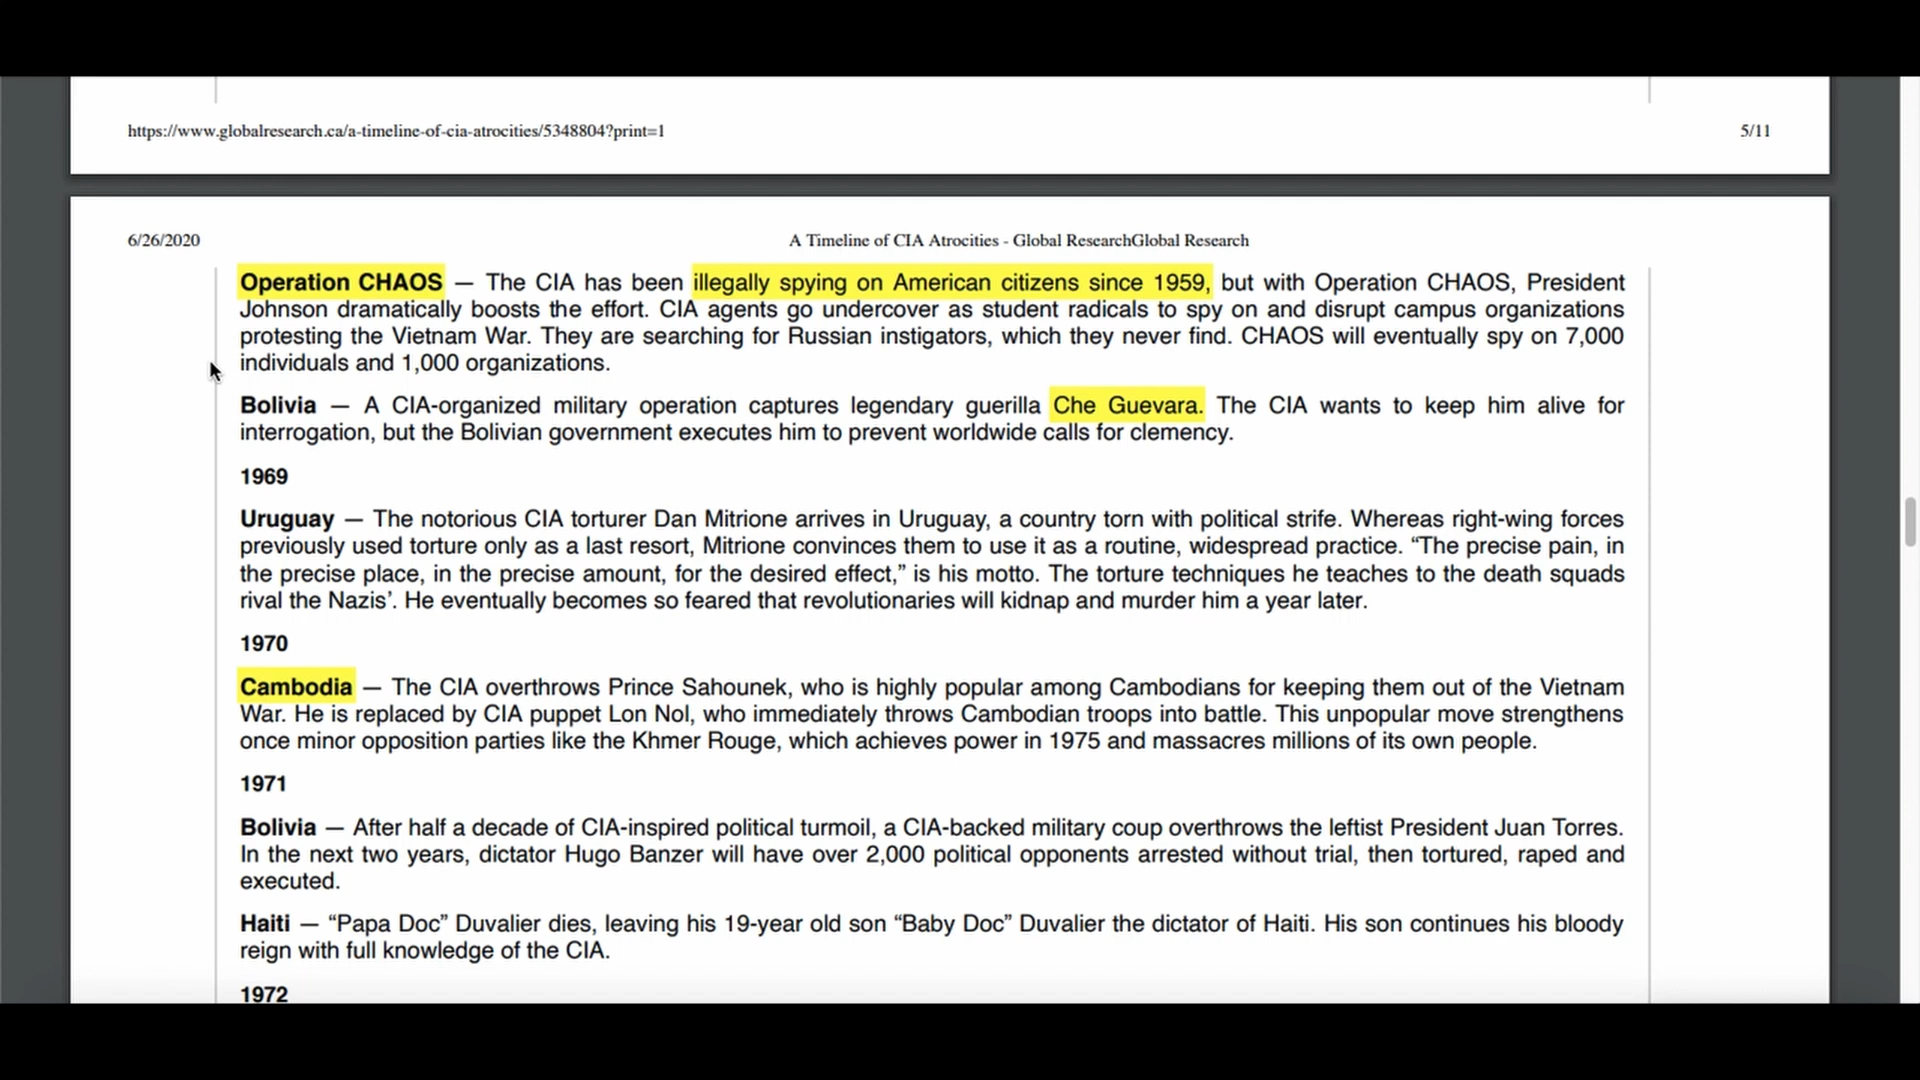 https://www.globalresearch.ca/a-timeline-of-cia-atrocities/5348804?print=1
5/11
6/26/2020
A Timeline of CIA Atrocities - Global ResearchGlobal Research
Operation CHAOS — The CIA has been illegally spying on American citizens since 1959, but with Operation CHAOS, President
Johnson dramatically boosts the effort. CIA agents go undercover as student radicals to spy on and disrupt campus organizations
protesting the Vietnam War. They are searching for Russian instigators, which they never find. CHAOS will eventually spy on 7,000
individuals and 1,000 organizations.
Bolivia — A CIA-organized military operation captures legendary guerilla Che Guevara. The CIA wants to keep him alive for
interrogation, but the Bolivian government executes him to prevent worldwide calls for clemency.
1969
Uruguay — The notorious CIA torturer Dan Mitrione arrives in Uruguay, a country torn with political strife. Whereas right-wing forces
previously used torture only as a last resort, Mitrione convinces them to use it as a routine, widespread practice. “The precise pain, in
the precise place, in the precise amount, for the desired effect,” is his motto. The torture techniques he teaches to the death squads
rival the Nazis’. He eventually becomes so feared that revolutionaries will kidnap and murder him a year later.
1970
Cambodia — The CIA overthrows Prince Sahounek, who is highly popular among Cambodians for keeping them out of the Vietnam
War. He is replaced by CIA puppet Lon Nol, who immediately throws Cambodian troops into battle. This unpopular move strengthens
once minor opposition parties like the Khmer Rouge, which achieves power in 1975 and massacres millions of its own people.
1971
Bolivia — After half a decade of CIA-inspired political turmoil, a CIA-backed military coup overthrows the leftist President Juan Torres.
In the next two years, dictator Hugo Banzer will have over 2,000 political opponents arrested without trial, then tortured, raped and
executed.
Haiti — “Papa Doc” Duvalier dies, leaving his 19-year old son “Baby Doc” Duvalier the dictator of Haiti. His son continues his bloody
reign with full knowledge of the CIA.
1972